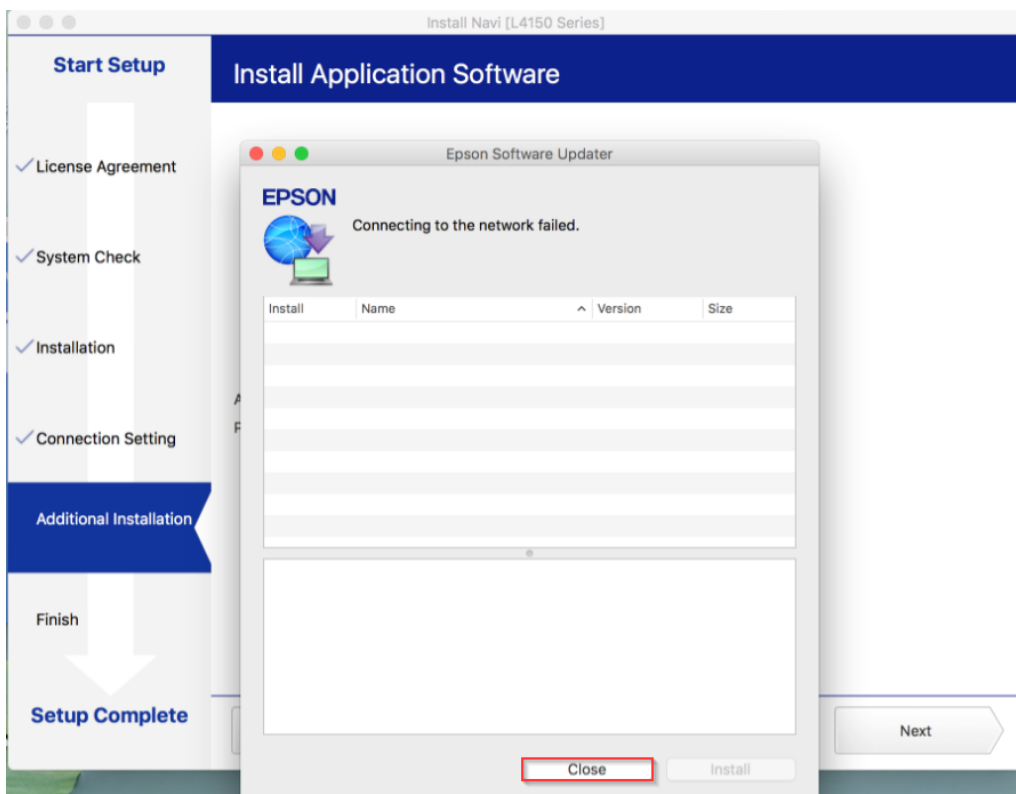 Install Navi [L4150 Series]
Start Setup
Install Application Software
License Agreement
System Check
Installation
Connection Setting
Additional Installation
Finish
Setup Complete
Epson Software Updater
EPSON
Connecting to the network failed.
Install Name Version Size
A
P
Close Install
Next